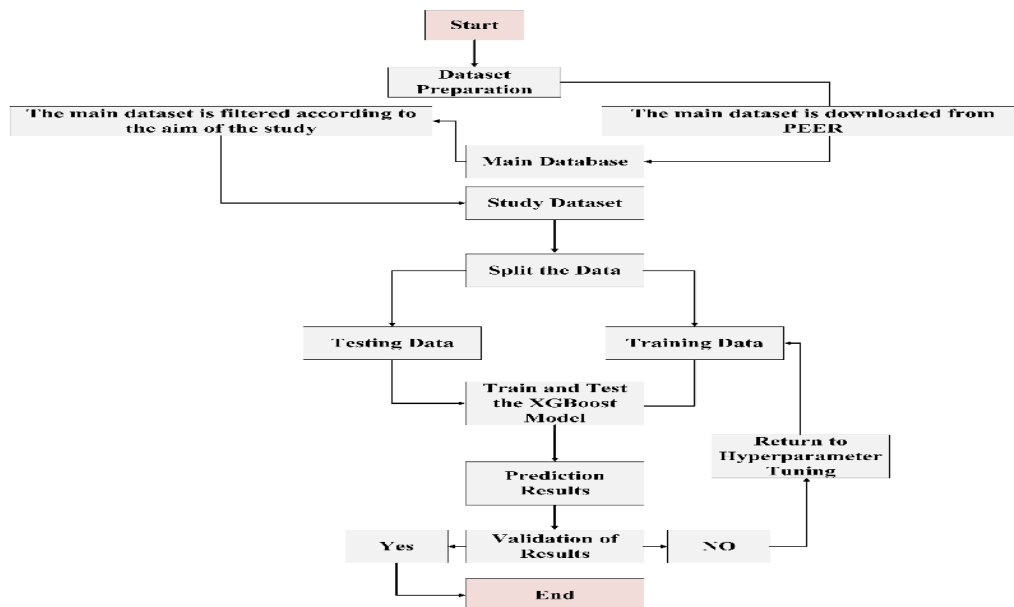 Start
Dataset
Preparation
The main dataset is downloaded from
PEER
The main dataset is filtered according to
the aim of the study
Main Database
Study Dataset
Split the Data
Testing Data
Training Data
Train and Test
the XGBoost
Model
Return to
Hyperparameter
Tuning
Prediction
Results
Validation of
Results
Yes
NO
End